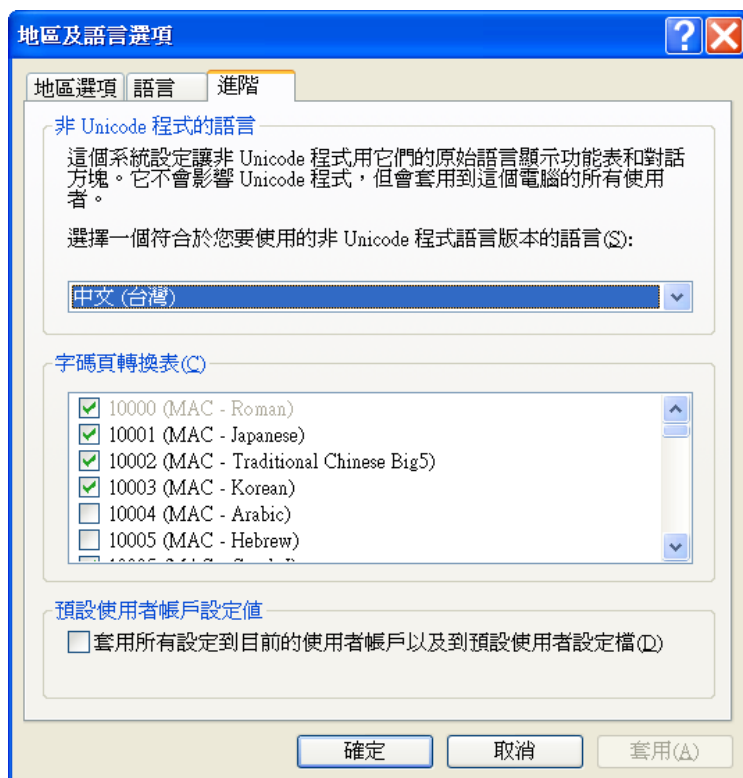 地區及語言選項
地區選項 語言 進階
非 Unicode 程式的語言
這個系統設定讓非 Unicode 程式用它們的原始語言顯示功能表和對話
方塊。它不會影響 Unicode 程式，但會套用到這個電腦的所有使用
者。
選擇一個符合於您要使用的非 Unicode 程式語言版本的語言(S):
中文 (台灣)
字碼頁轉換表(C)
10000 (MAC - Roman)
10001 (MAC - Japanese)
10002 (MAC - Traditional Chinese Big5)
10003 (MAC - Korean)
10004 (MAC - Arabic)
10005 (MAC - Hebrew)
預設使用者帳戶設定值
套用所有設定到目前的使用者帳戶以及到預設使用者設定檔(D)
確定 取消 套用(A)